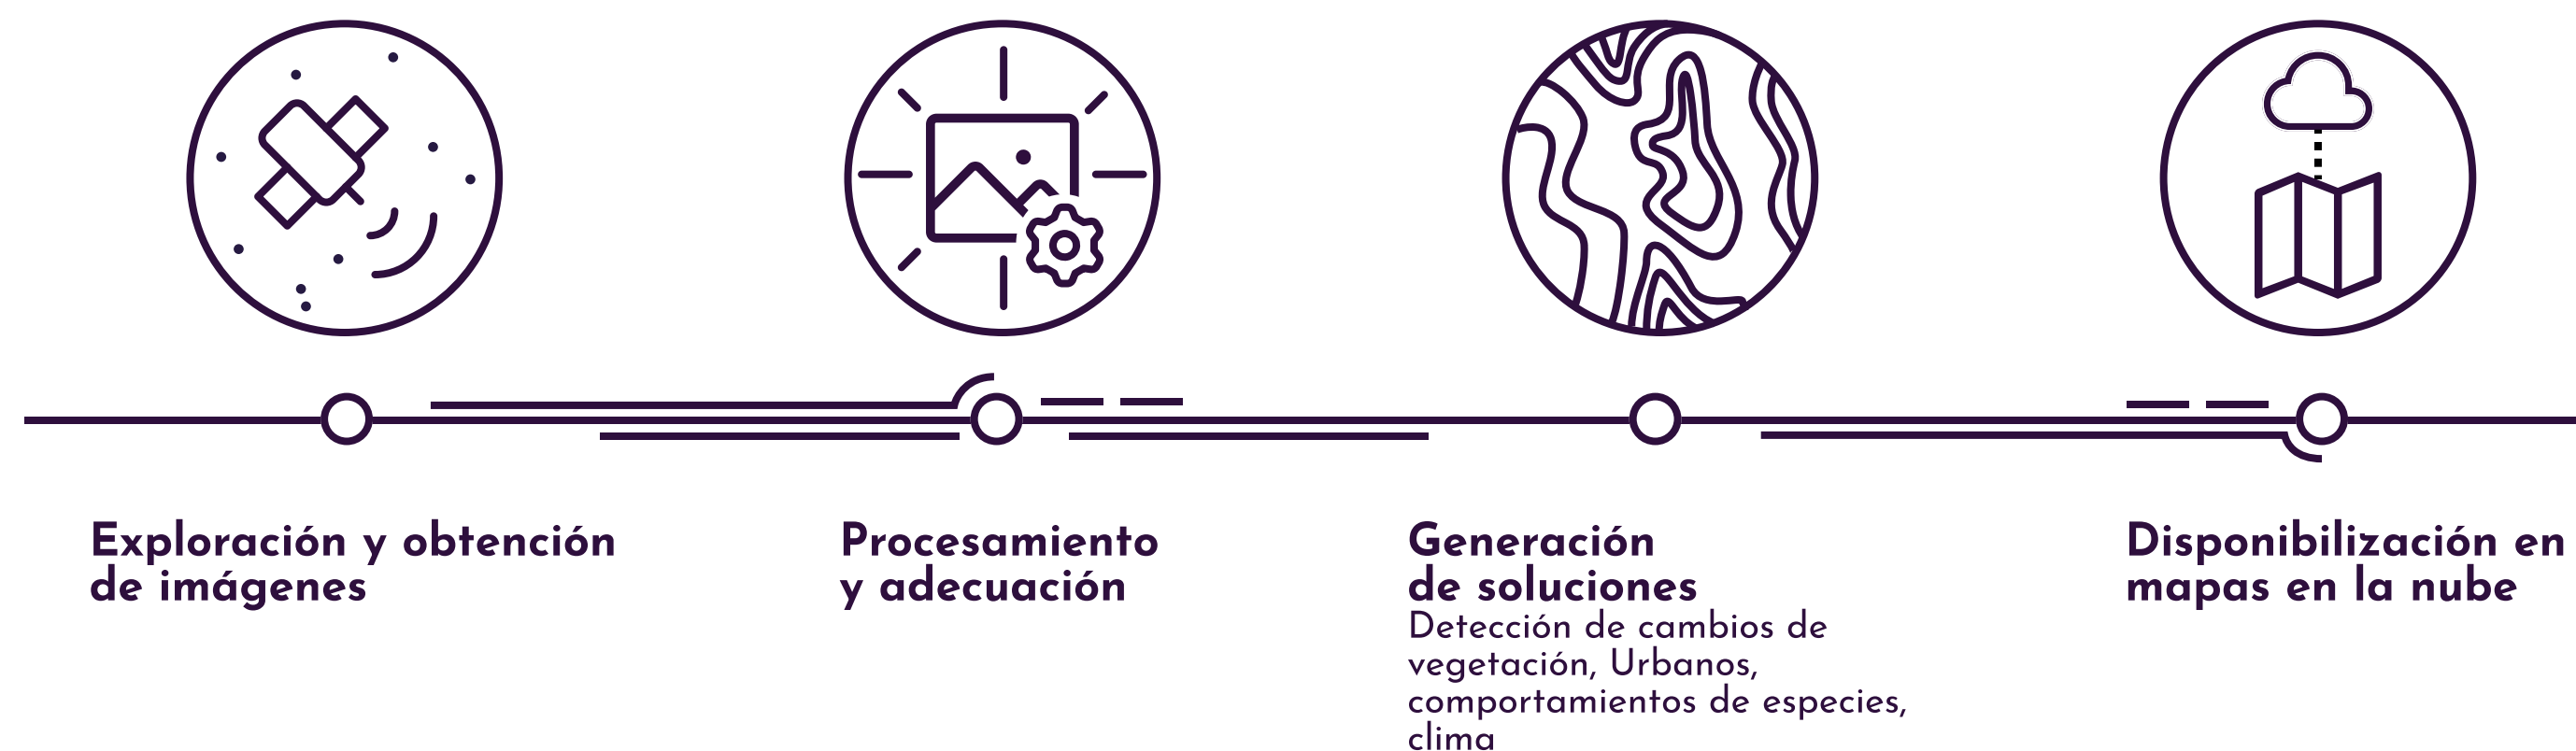 Exploración y obtención
de imágenes
Procesamiento
y adecuación
Generación
de soluciones
Detección de cambios de
vegetación, Urbanos,
comportamientos de especies,
clima
Disponibilización en
mapas en la nube